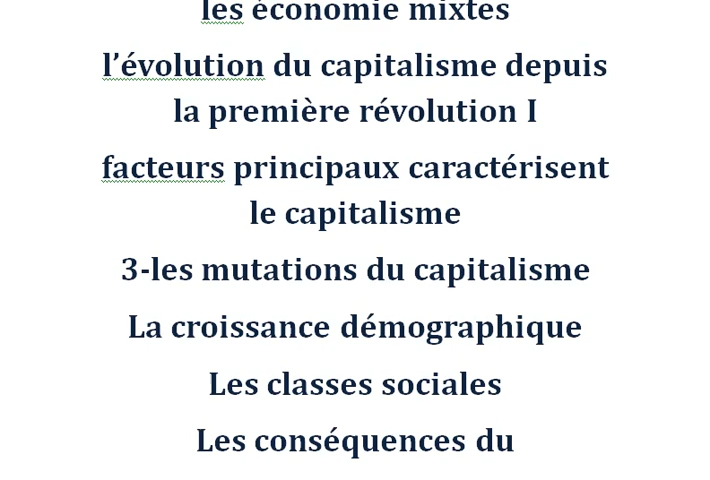 les économie mixtes
l’évolution du capitalisme depuis
la première révolution I
facteurs principaux caractérisent
le capitalisme
3-les mutations du capitalisme
La croissance démographique
Les classes sociales
Les conséquences du